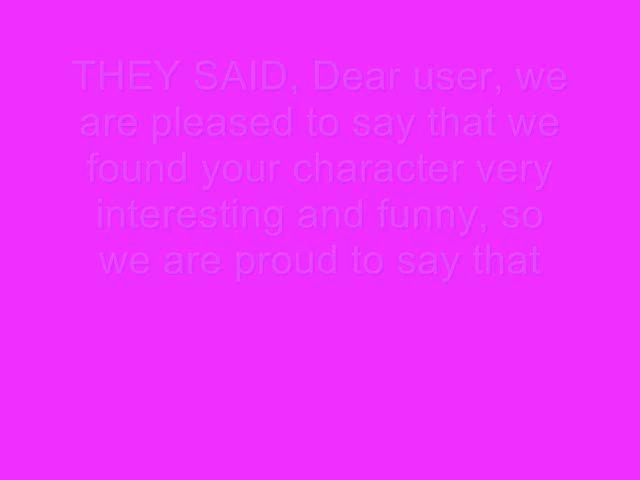 THEY SAID, Dear user, we
are pleased to say that we
found your character very
interesting and funny, so
we are proud to say that